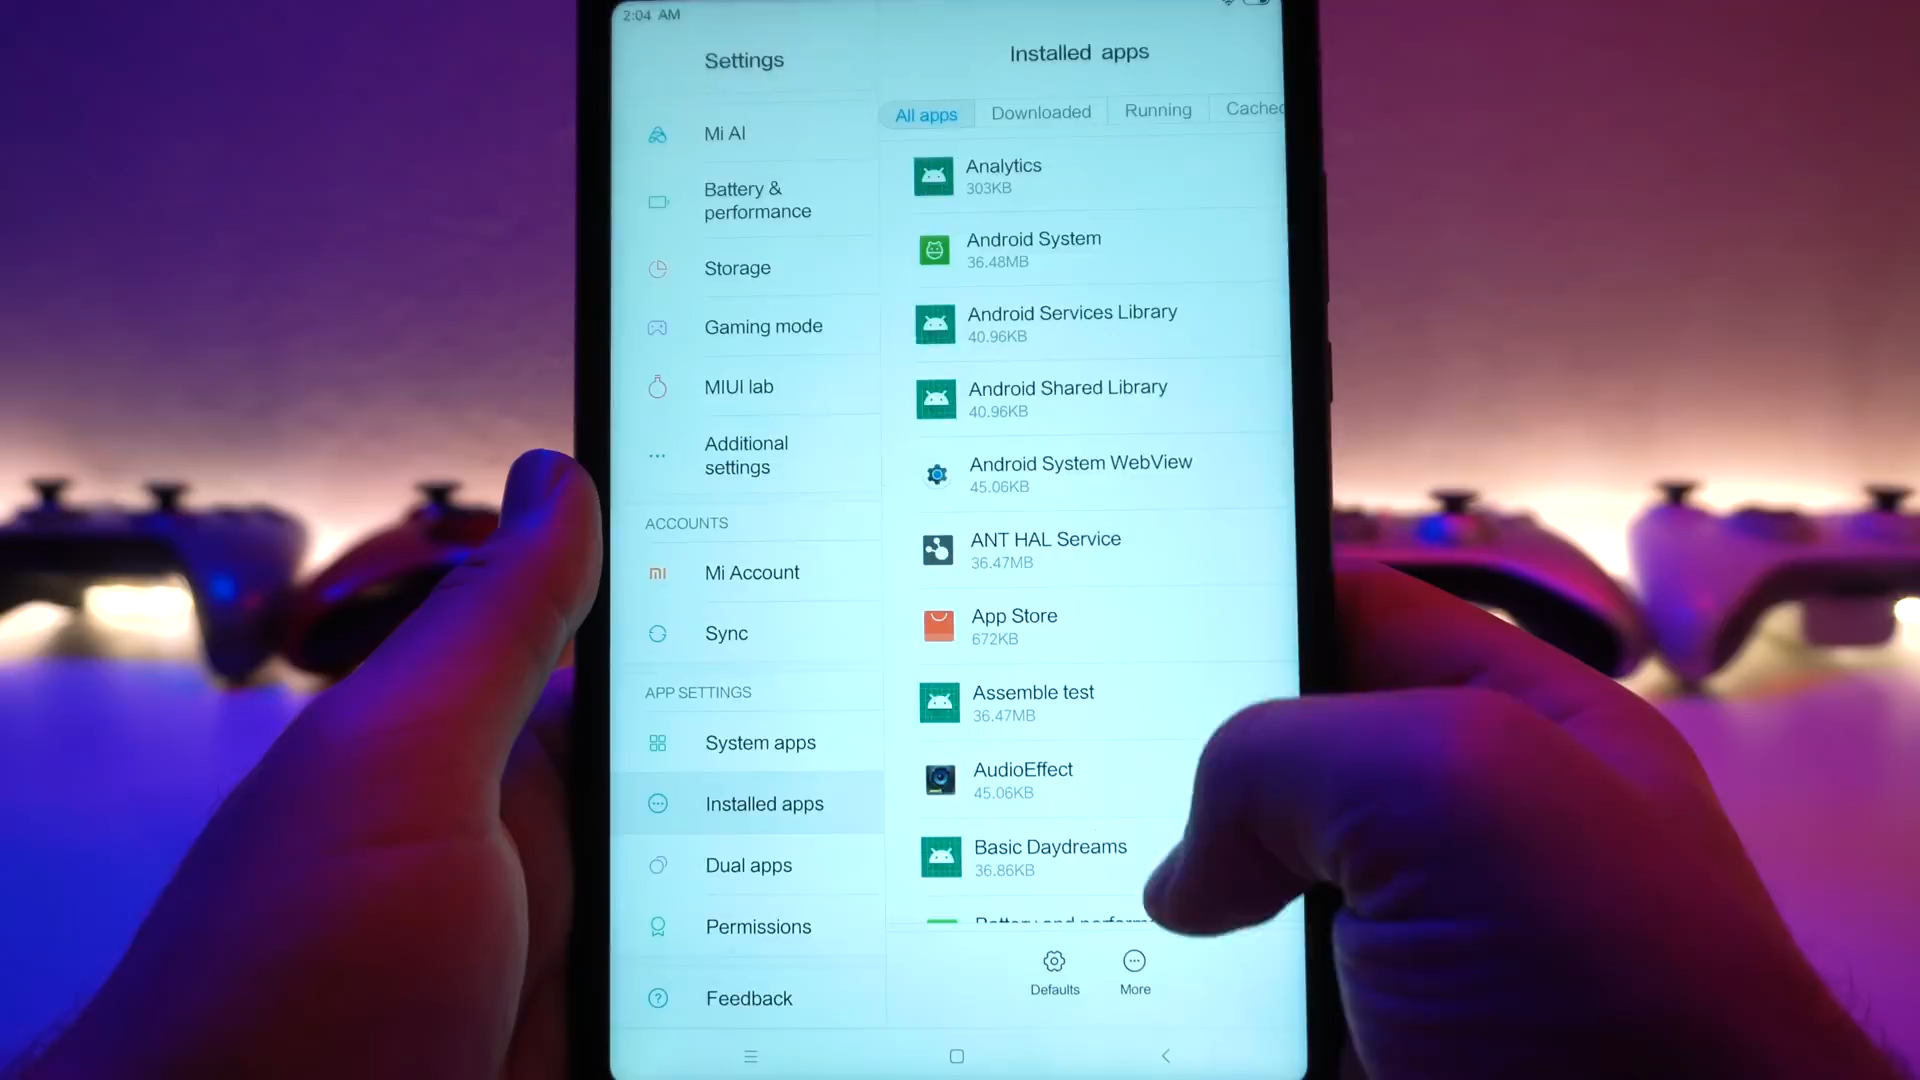 2:04 AM
Settings
Mi AI
Battery &
performance
Storage
Gaming mode
MIUI lab
Additional
settings
ACCOUNTS
Mi Account
Sync
APP SETTINGS
System apps
Installed apps
Dual apps
Permissions
Feedback
Installed apps
All apps Downloaded Running Cached
Analytics
303KB
Android System
36.48MB
Android Services Library
40.96KB
Android Shared Library
40.96KB
Android System WebView
45.06KB
ANT HAL Service
36.47MB
App Store
672KB
Assemble test
36.47MB
AudioEffect
45.06KB
Basic Daydreams
36.86KB
Battery and perform
Defaults More